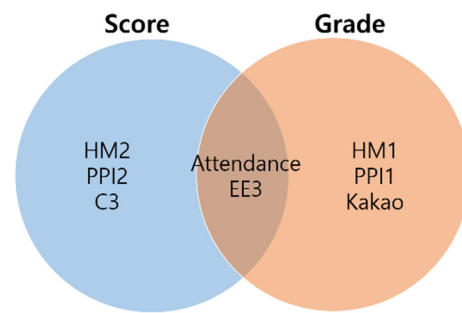 Score
Grade
HM2
PPI2
C3
Attendance
EE3
HM1
PPI1
Kakao